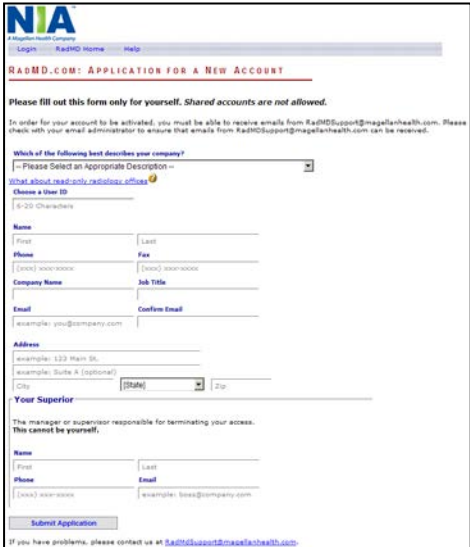 NIA
A Magellan Health Company
Login RadMD Home Help
RADMD.COM: APPLICATION FOR A NEW ACCOUNT
Please fill out this form only for yourself. Shared accounts are not allowed.
In order for your account to be activated, you must be able to receive emails from RadMDSupport@magellanhealth.com. Please
check with your email administrator to ensure that emails from RadMDSupport@magellanhealth.com can be received.
Which of the following best describes your company?
-- Please Select an Appropriate Description --
What about read-only radiology offices?
Choose a User ID
6-20 Characters
Name
First Last
Phone Fax
(xxx) xxx-xxxx (xxx) xxx-xxxx
Company Name Job Title
Email Confirm Email
example: you@company.com
Address
example: 123 Main St.
example: Suite A (optional)
City [State] Zip
Your Superior
The manager or supervisor responsible for terminating your access.
This cannot be yourself.
Name
First Last
Phone Email
(xxx) xxx-xxxx example: boss@company.com
Submit Application
If you have problems, please contact us at RadMDSupport@magellanhealth.com.